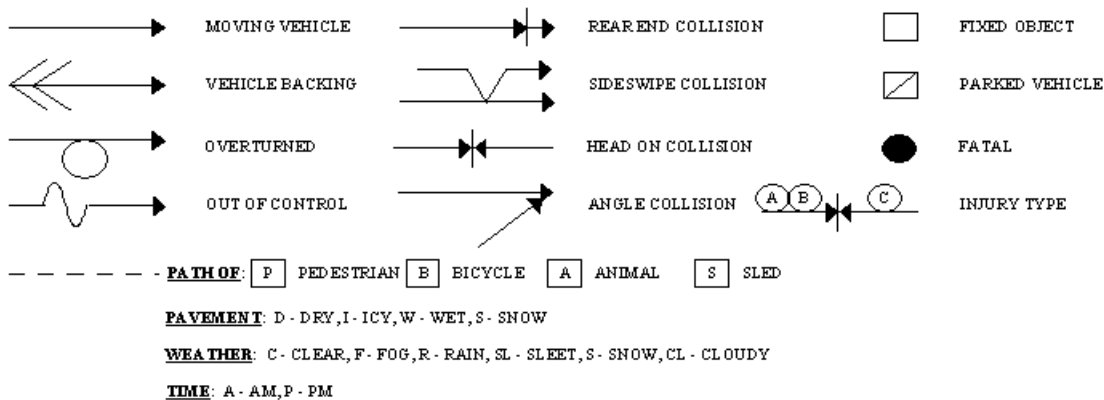 MOVING VEHICLE REAR END COLLISION FIXED OBJECT
VEHICLE BACKING SIDESWIPE COLLISION PARKED VEHICLE
OVERTURNED HEAD ON COLLISION FATAL
OUT OF CONTROL ANGLE COLLISION A B C INJURY TYPE
PATH OF: P PEDESTRIAN B BICYCLE A ANIMAL S SLED
PAVEMENT: D - DRY, I - ICY, W - WET, S - SNOW
WEATHER: C - CLEAR, F - FOG, R - RAIN, SL - SLEET, S - SNOW, CL - CLOUDY
TIME: A - AM, P - PM